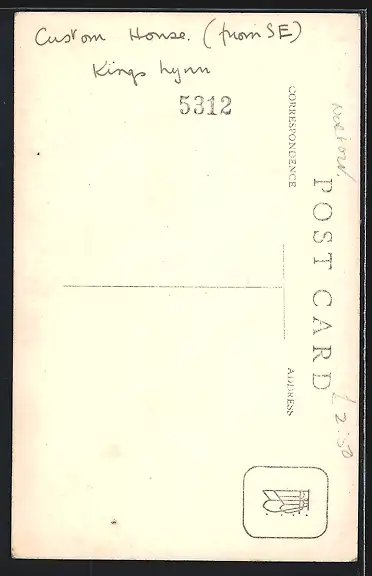 Custom House. (from SE)
Kings Lynn
5312
CORRESPONDENCE
POST CARD
ADDRESS
£2.50